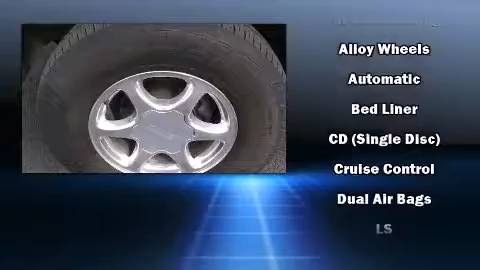 Alloy Wheels
Automatic
Bed Liner
CD (Single Disc)
Cruise Control
Dual Air Bags
LS